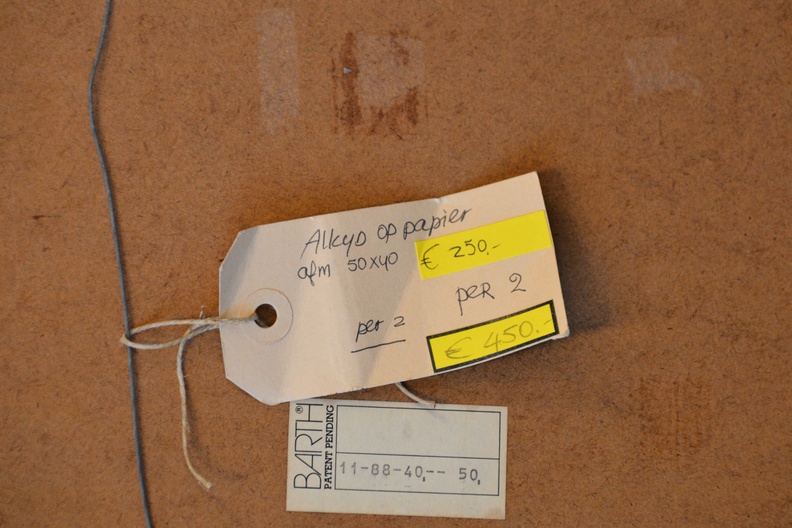 Alkyd op papier
afm 50x40
€ 250.-
per 2
per 2
€ 450.-
BARTH®
PATENT PENDING
11-88-40,-- 50,